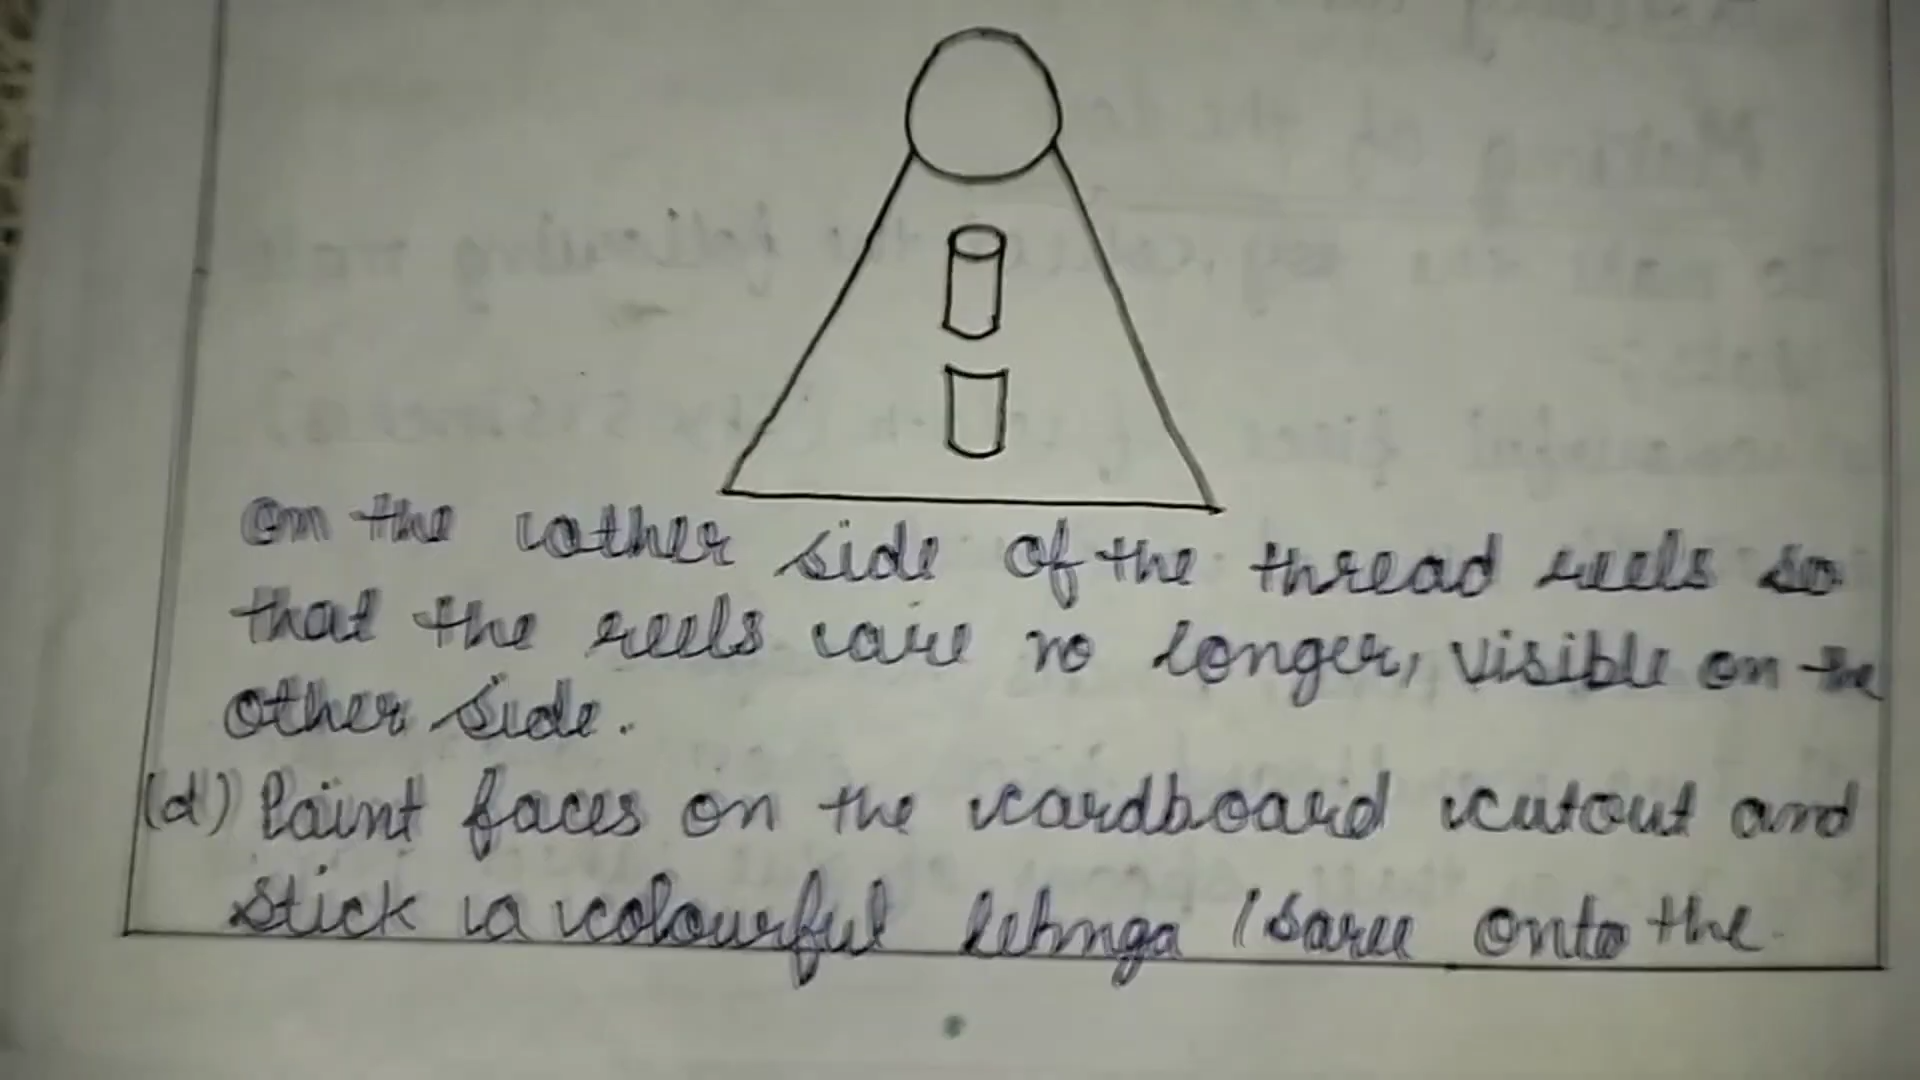 on the other side of the thread reels so
that the reels are no longer, visible on the
other side.
(d) Paint faces on the cardboard cutout and
stick a colourful lehnga / saree onto the